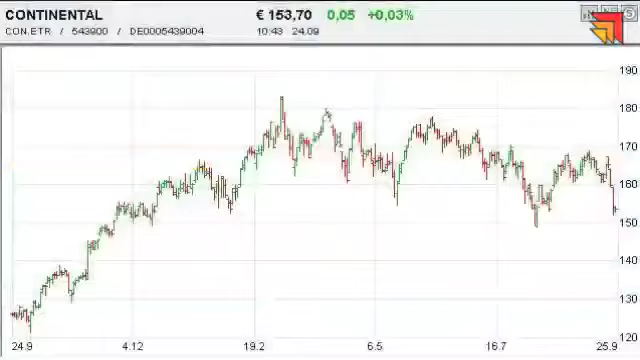 CONTINENTAL € 153,70 0,05 +0,03%
CON.ETR / 543900 / DE0005439004 10:43 24.09
190
180
170
160
150
140
130
120
24.9 4.12 19.2 6.5 16.7 25.9